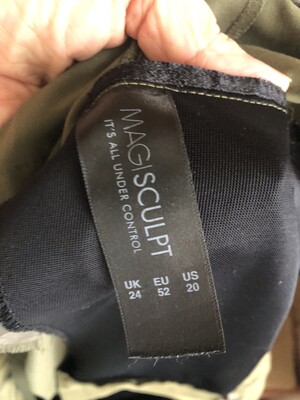 MAGISCULPT
IT'S ALL UNDER CONTROL
UK EU US
24 52 20